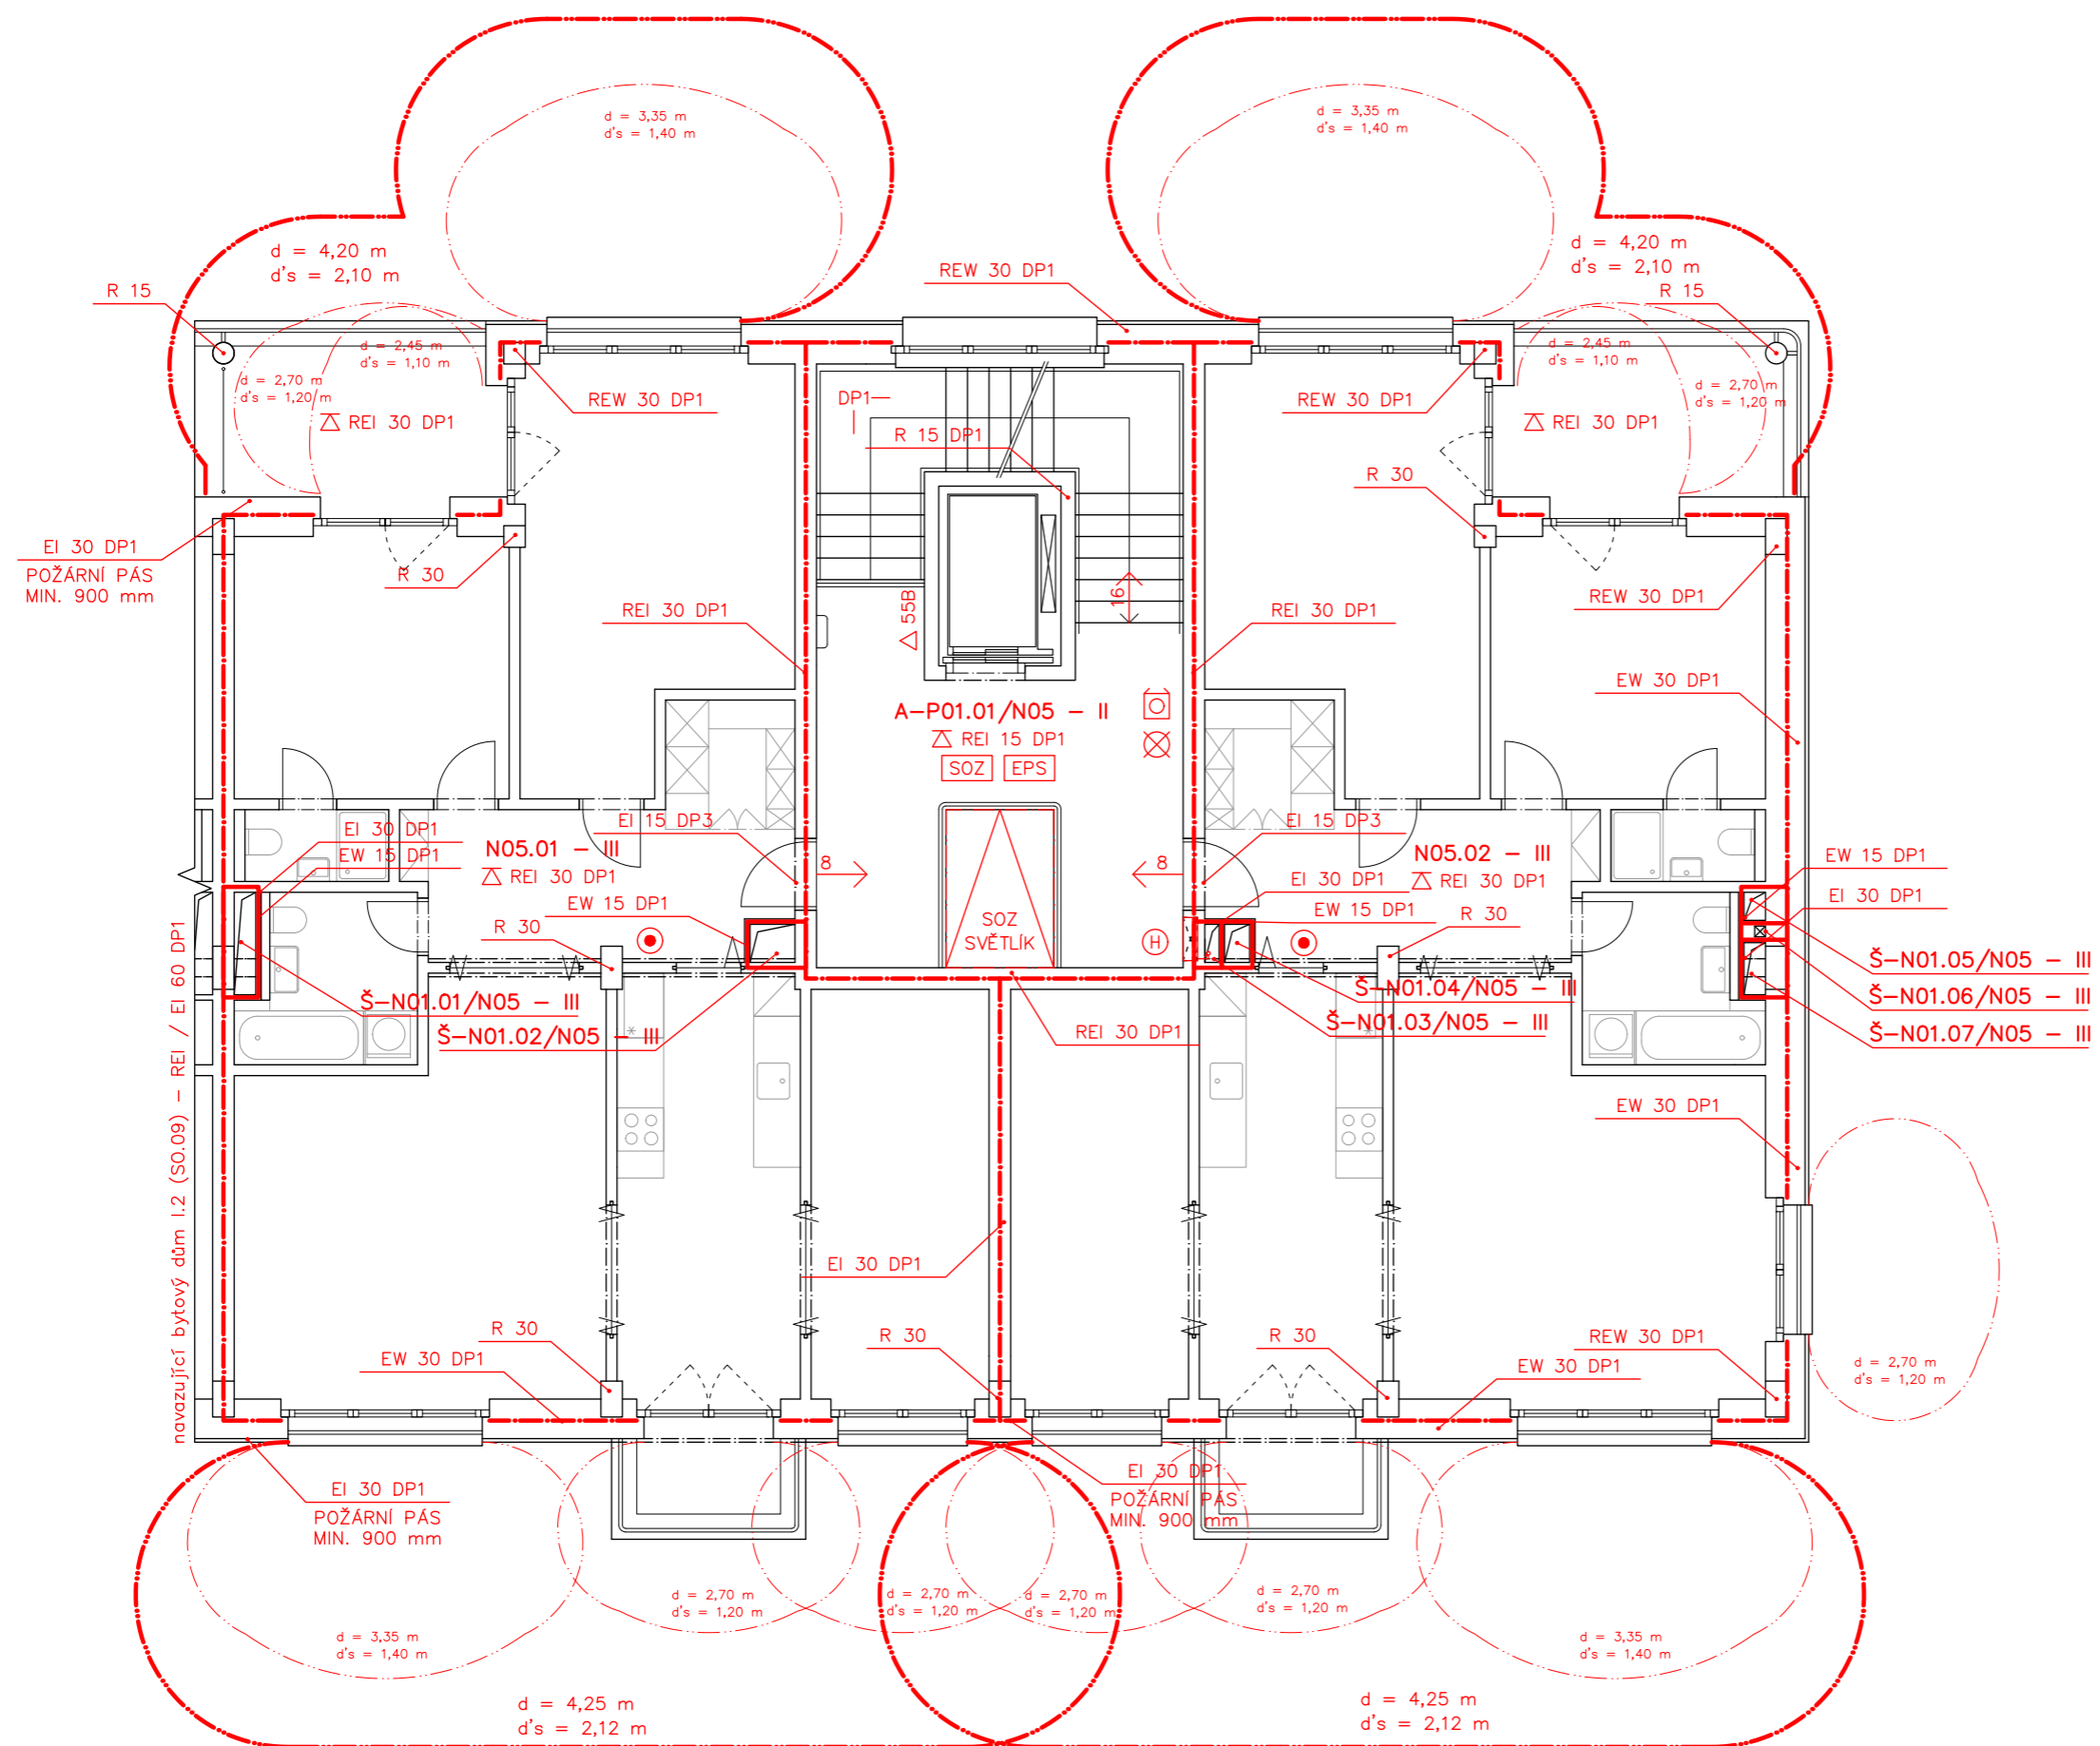 d = 3,35 m
d's = 1,40 m
d = 3,35 m
d's = 1,40 m
d = 4,20 m
d's = 2,10 m
d = 4,20 m
d's = 2,10 m
REW 30 DP1
R 15
R 15
d = 2,45 m
d's = 1,10 m
d = 2,45 m
d's = 1,10 m
d = 2,70 m
d's = 1,20 m
d = 2,70 m
d's = 1,20 m
REI 30 DP1
REW 30 DP1
DP1
REW 30 DP1
REI 30 DP1
R 15 DP1
R 30
EI 30 DP1
POŽÁRNÍ PÁS
MIN. 900 mm
R 30
REI 30 DP1
55B
16
REI 30 DP1
REW 30 DP1
EW 30 DP1
A-P01.01/N05 - II
REI 15 DP1
SOZ
EPS
EI 30 DP1
EW 15 DP1
N05.01 - III
REI 30 DP1
EI 15 DP3
8
8
EI 15 DP3
N05.02 - III
REI 30 DP1
EW 15 DP1
EI 30 DP1
EW 15 DP1
R 30
SOZ
SVĚTLÍK
H
EI 30 DP1
EW 15 DP1
R 30
Š-N01.05/N05 - III
Š-N01.06/N05 - III
Š-N01.07/N05 - III
Š-N01.01/N05 - III
Š-N01.02/N05 - III
Š-N01.04/N05 - III
Š-N01.03/N05 - III
REI 30 DP1
navazující bytový dům I.2 (SO.09) - REI / EI 60 DP1
EW 30 DP1
EI 30 DP1
R 30
EW 30 DP1
R 30
R 30
EW 30 DP1
REW 30 DP1
d = 2,70 m
d's = 1,20 m
EI 30 DP1
POŽÁRNÍ PÁS
MIN. 900 mm
EI 30 DP1
POŽÁRNÍ PÁS
MIN. 900 mm
d = 2,70 m
d's = 1,20 m
d = 2,70 m
d's = 1,20 m
d = 2,70 m
d's = 1,20 m
d = 2,70 m
d's = 1,20 m
d = 3,35 m
d's = 1,40 m
d = 3,35 m
d's = 1,40 m
d = 4,25 m
d's = 2,12 m
d = 4,25 m
d's = 2,12 m